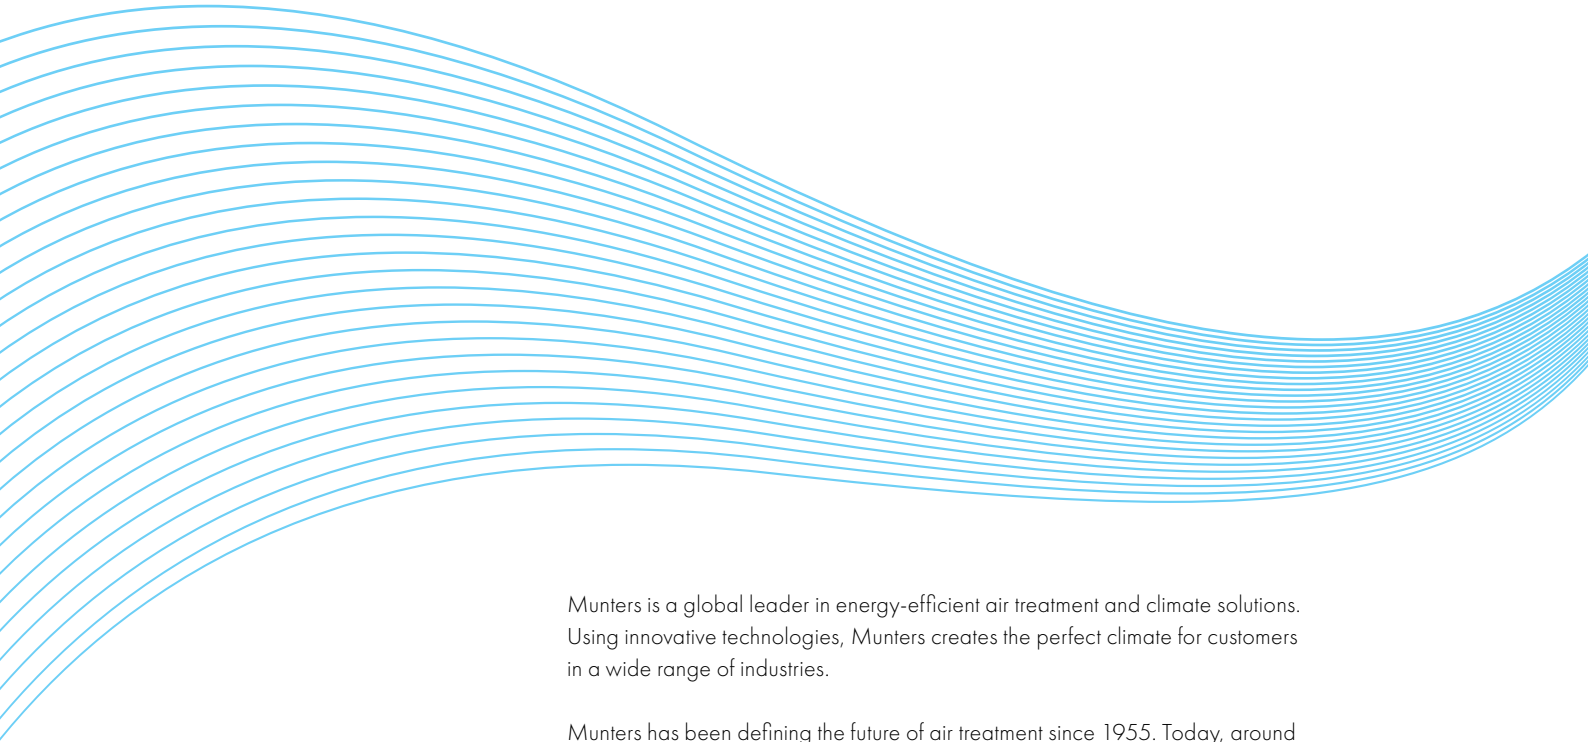 Munters is a global leader in energy-efficient air treatment and climate solutions.
Using innovative technologies, Munters creates the perfect climate for customers
in a wide range of industries.
Munters has been defining the future of air treatment since 1955. Today, around